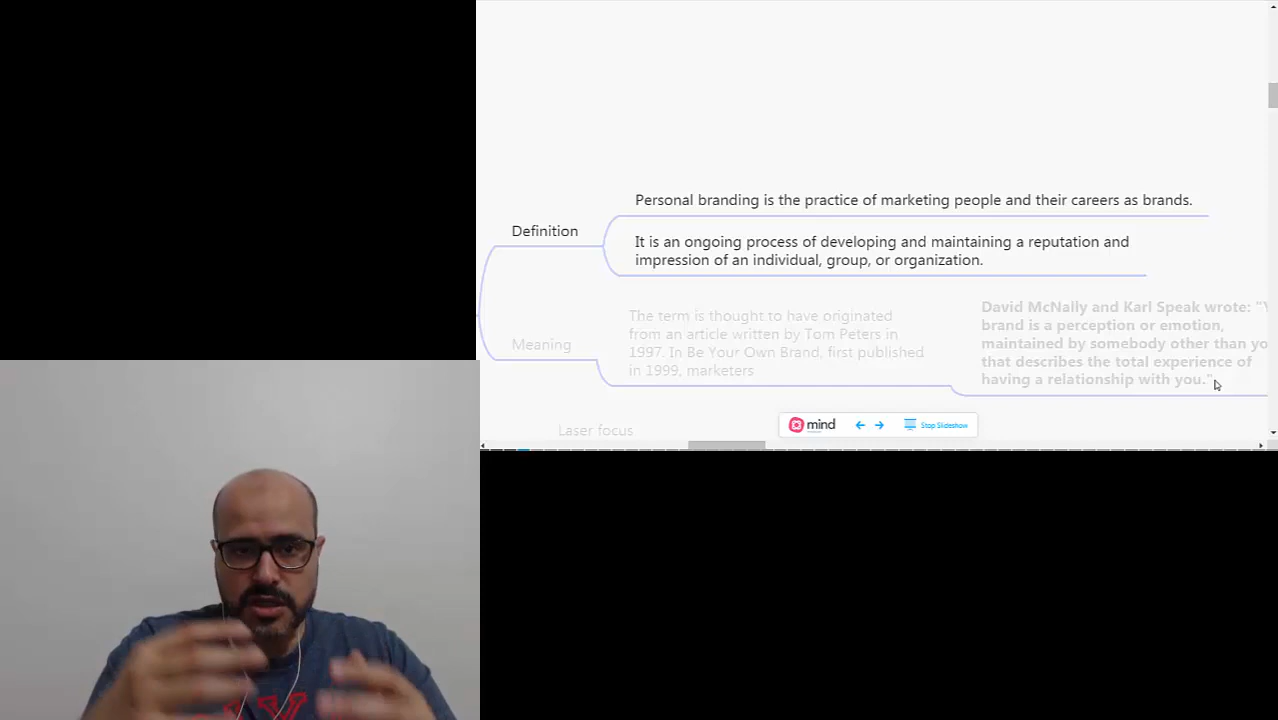 Personal branding is the practice of marketing people and their careers as brands.
Definition
It is an ongoing process of developing and maintaining a reputation and
impression of an individual, group, or organization.
The term is thought to have originated
from an article written by Tom Peters in
1997. In Be Your Own Brand, first published
in 1999, marketers
Meaning
David McNally and Karl Speak wrote: "
brand is a perception or emotion,
maintained by somebody other than
that describes the total experience of
having a relationship with you."
Laser focus
mind
Stop Slideshow